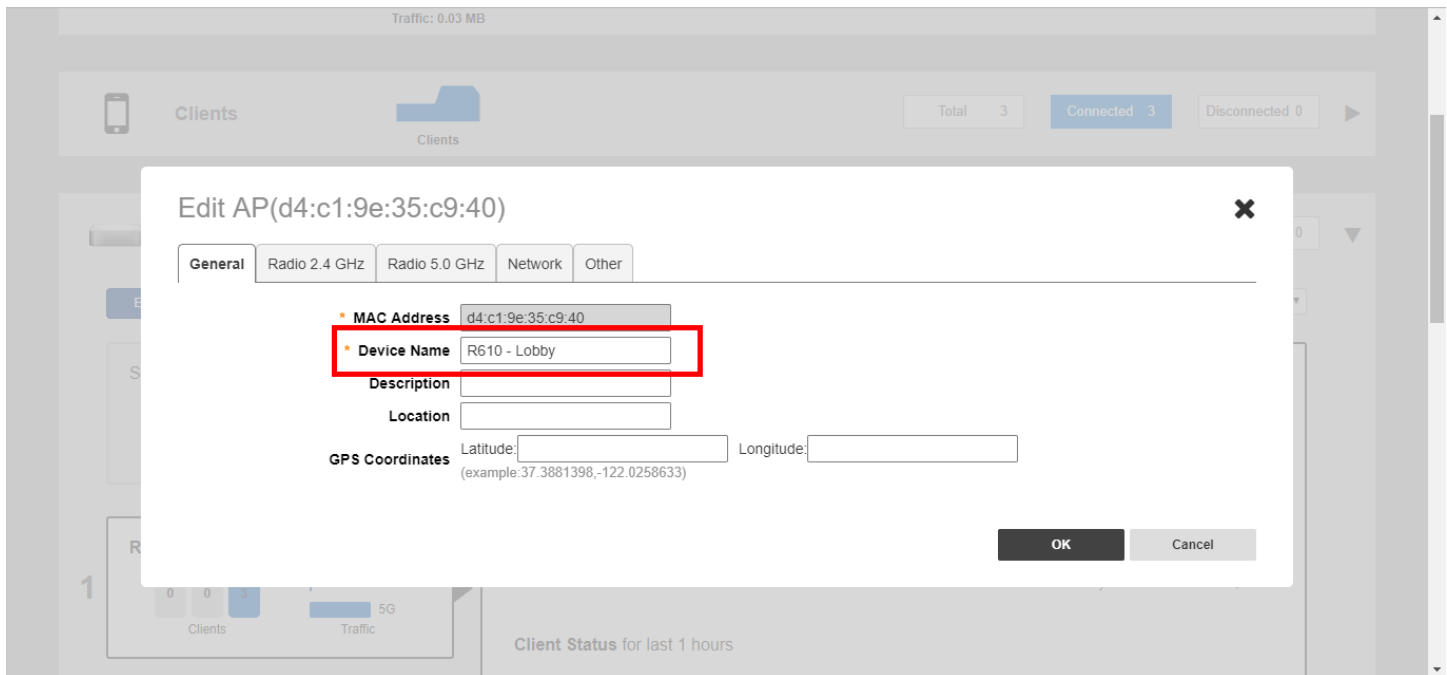 Traffic: 0.03 MB
Clients
Clients
Total 3
Connected 3
Disconnected 0
Edit AP(d4:c1:9e:35:c9:40)
0
General
Radio 2.4 GHz
Radio 5.0 GHz
Network
Other
E
* MAC Address d4:c1:9e:35:c9:40
* Device Name R610 - Lobby
S
Description
Location
GPS Coordinates Latitude: Longitude:
(example:37.3881398,-122.0258633)
R
OK
Cancel
1
0 0 3
5G
Clients
Traffic
Client Status for last 1 hours